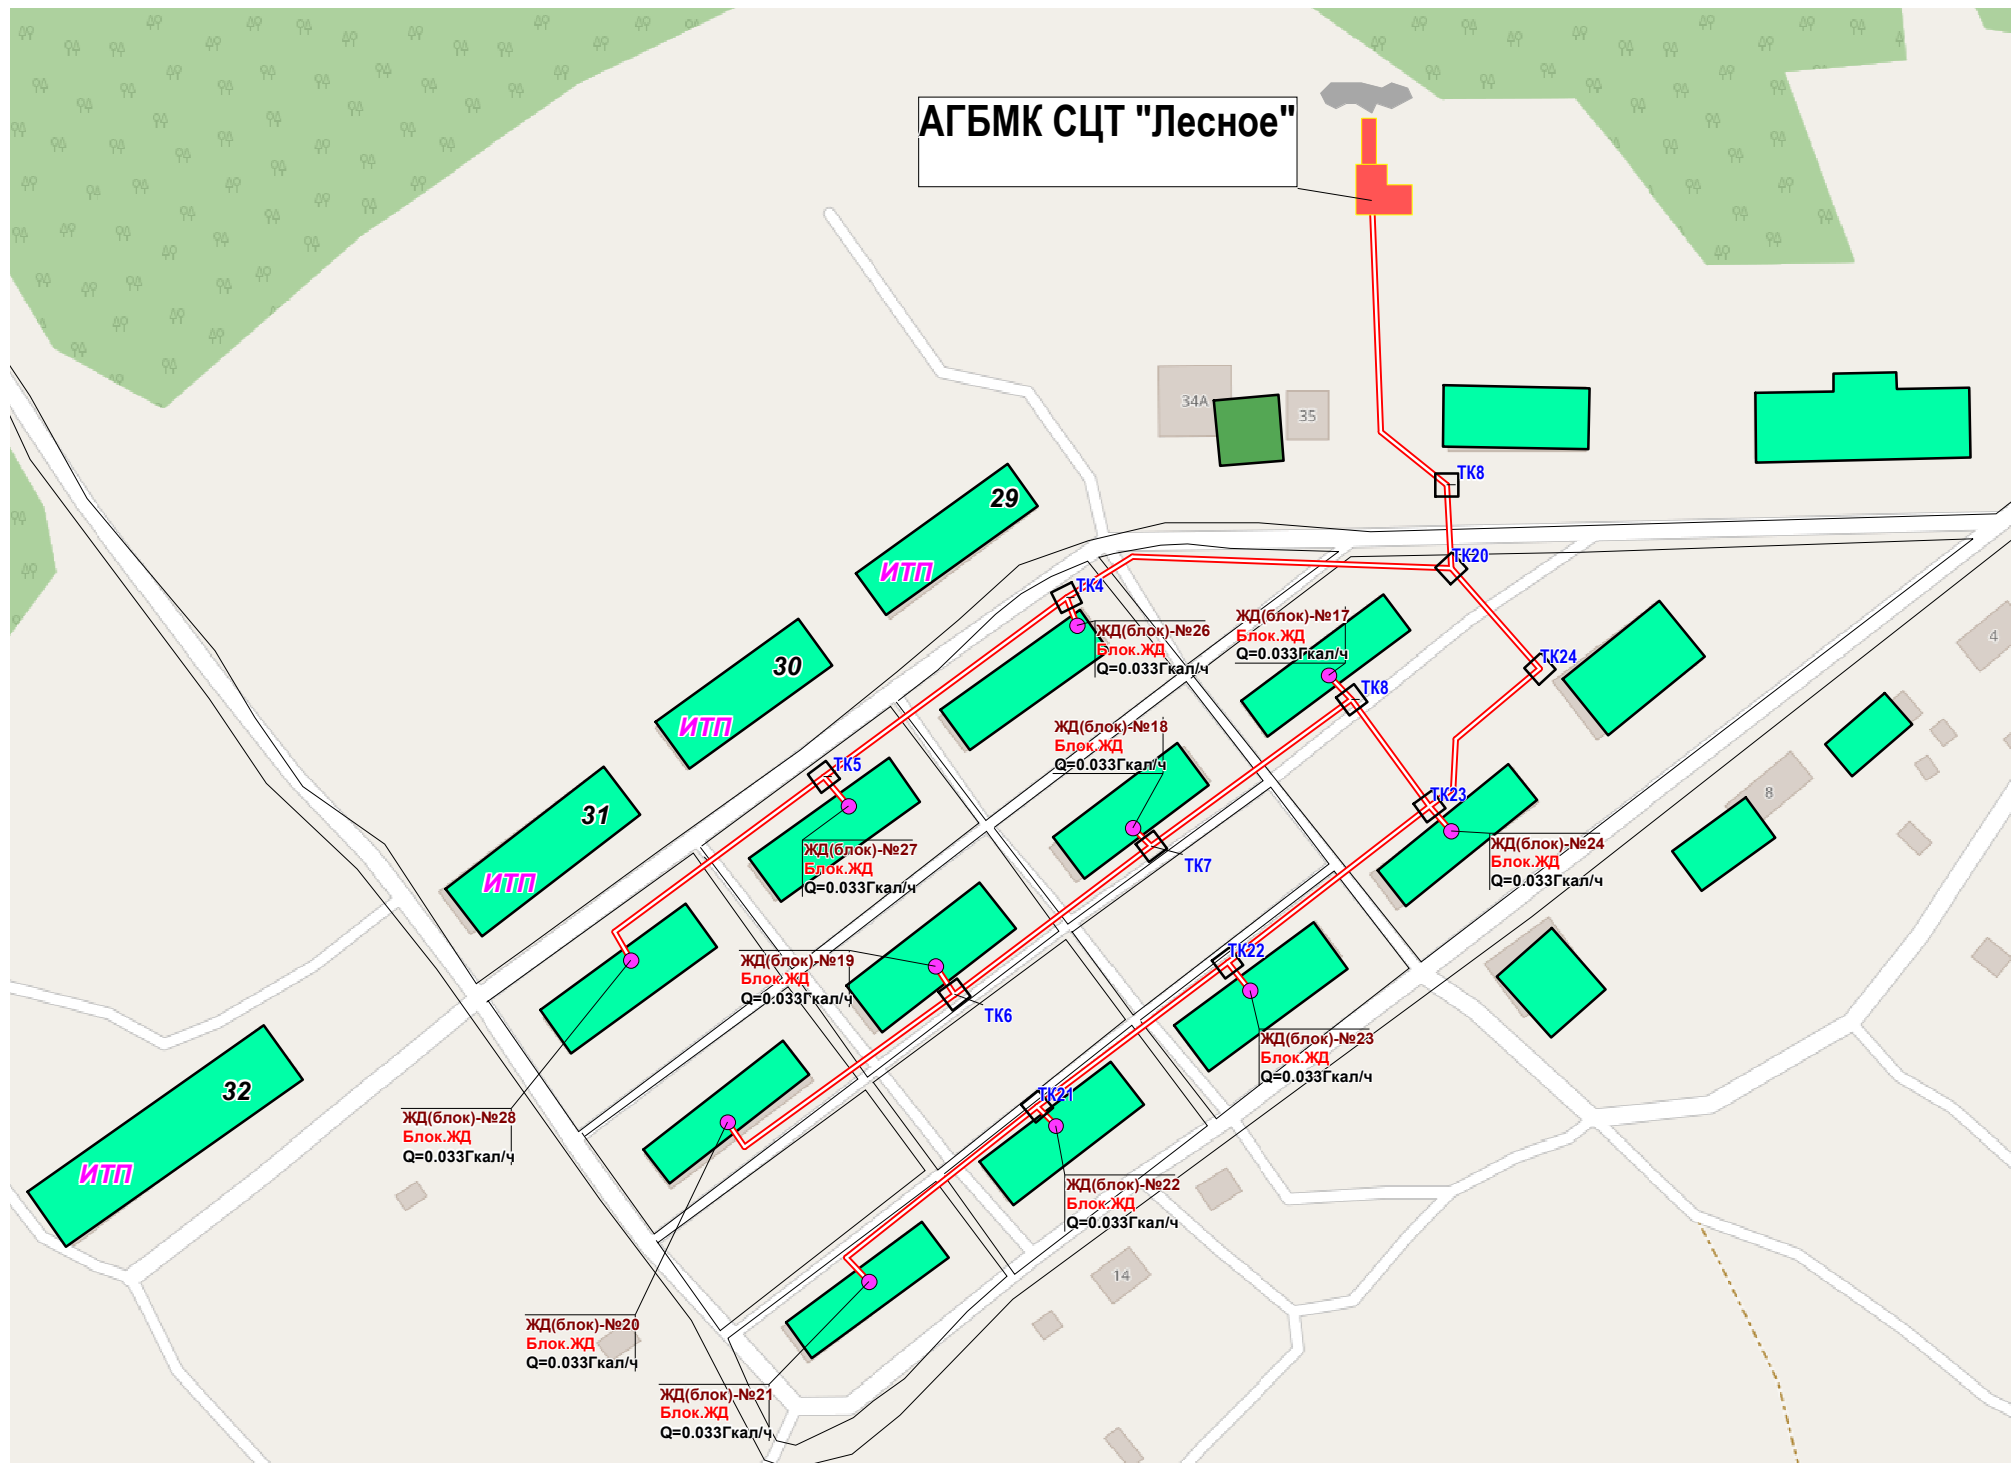 АГБМК СЦТ "Лесное"
34А
35
ТК8
29
ИТП
ТК20
ТК4
ЖД(блок)-№26
Блок.ЖД
Q=0.033Гкал/ч
ЖД(блок)-№17
Блок.ЖД
Q=0.033Гкал/ч
4
30
ИТП
ТК24
ТК8
ЖД(блок)-№18
Блок.ЖД
Q=0.033Гкал/ч
ТК5
31
ИТП
8
ТК23
ЖД(блок)-№27
Блок.ЖД
Q=0.033Гкал/ч
ТК7
ЖД(блок)-№24
Блок.ЖД
Q=0.033Гкал/ч
ЖД(блок)-№19
Блок.ЖД
Q=0.033Гкал/ч
ТК22
ТК6
ЖД(блок)-№23
Блок.ЖД
Q=0.033Гкал/ч
32
ИТП
ТК21
ЖД(блок)-№28
Блок.ЖД
Q=0.033Гкал/ч
ЖД(блок)-№22
Блок.ЖД
Q=0.033Гкал/ч
14
ЖД(блок)-№20
Блок.ЖД
Q=0.033Гкал/ч
ЖД(блок)-№21
Блок.ЖД
Q=0.033Гкал/ч